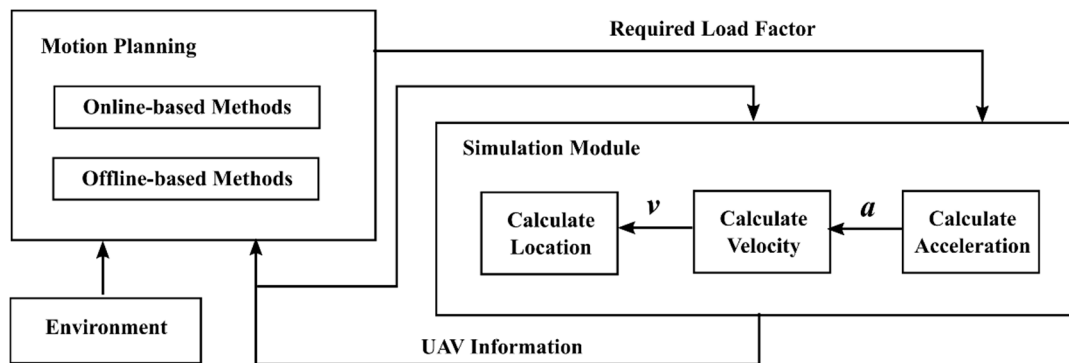 Motion Planning
Online-based Methods
Offline-based Methods
Environment
Required Load Factor
Simulation Module
Calculate
Location
v
Calculate
Velocity
a
Calculate
Acceleration
UAV Information